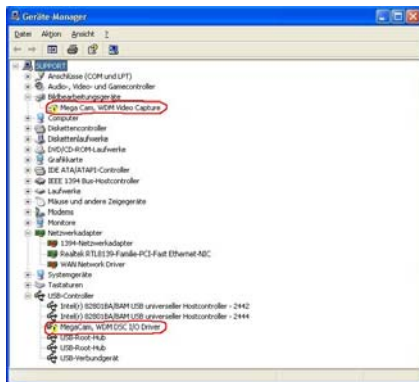 Geräte-Manager
Datei Aktion Ansicht ?
SUPPORT
Anschlüsse (COM und LPT)
Audio-, Video- und Gamecontroller
Bildbearbeitungsgeräte
Mega Cam, WDM Video Capture
Computer
Diskettencontroller
Diskettenlaufwerke
DVD/CD-ROM-Laufwerke
Grafikkarte
IDE ATA/ATAPI-Controller
IEEE 1394 Bus-Hostcontroller
Laufwerke
Mäuse und andere Zeigegeräte
Modems
Monitore
Netzwerkadapter
1394-Netzwerkadapter
Realtek RTL8139-Familie-PCI-Fast Ethernet-NIC
WAN Network Driver
Systemgeräte
Tastaturen
USB-Controller
Intel(r) 82801BA/BAM USB universeller Hostcontroller - 2442
Intel(r) 82801BA/BAM USB universeller Hostcontroller - 2444
MegaCam, WDM DSC I/O Driver
USB-Root-Hub
USB-Root-Hub
USB-Verbundgerät